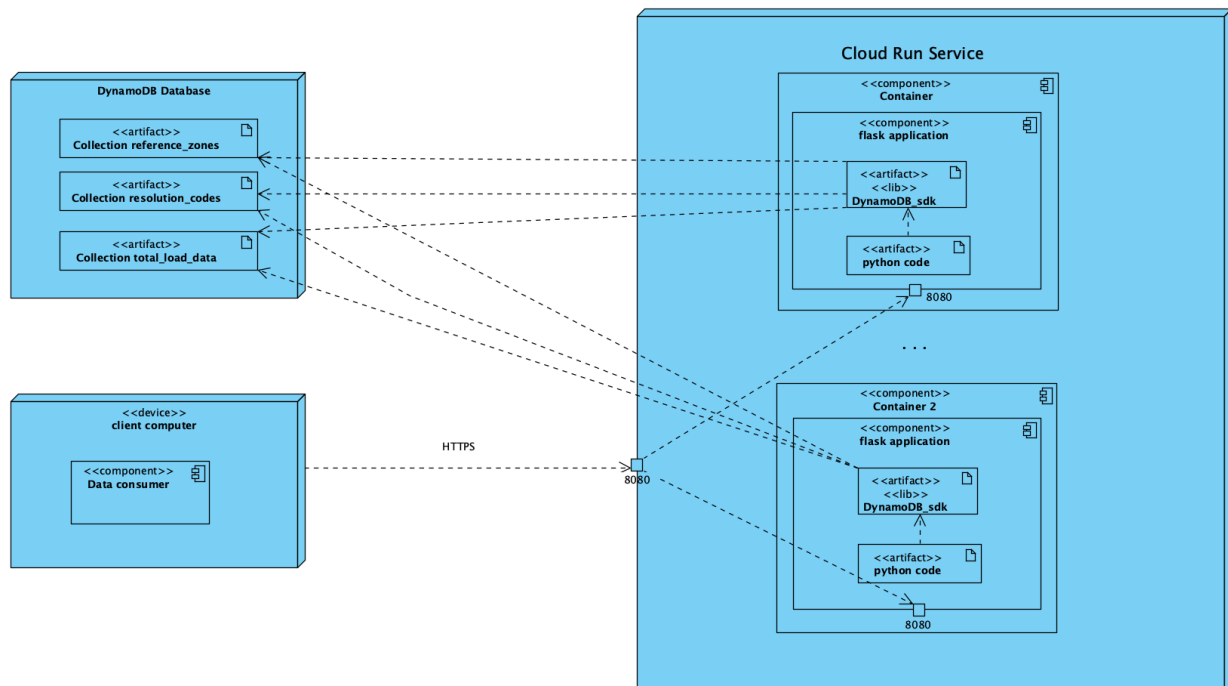 DynamoDB Database
<<artifact>>
Collection reference_zones
<<artifact>>
Collection resolution_codes
<<artifact>>
Collection total_load_data
<<device>>
client computer
<<component>>
Data consumer
HTTPS
8080
Cloud Run Service
<<component>>
Container
<<component>>
flask application
<<artifact>>
<<lib>>
DynamoDB_sdk
<<artifact>>
python code
8080
. . .
<<component>>
Container 2
<<component>>
flask application
<<artifact>>
<<lib>>
DynamoDB_sdk
<<artifact>>
python code
8080